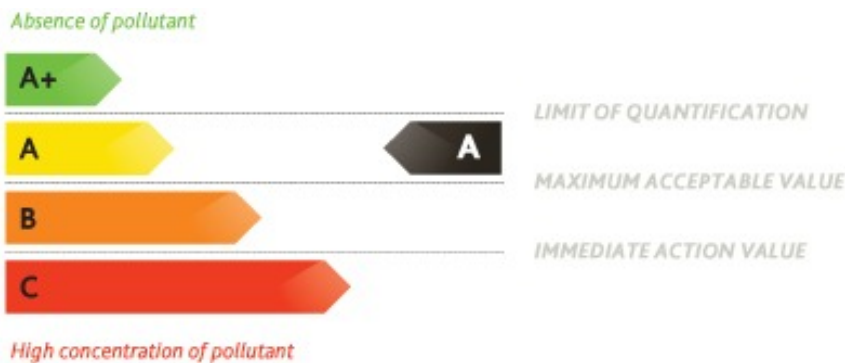 Absence of pollutant
A+
LIMIT OF QUANTIFICATION
A
A
MAXIMUM ACCEPTABLE VALUE
B
IMMEDIATE ACTION VALUE
C
High concentration of pollutant